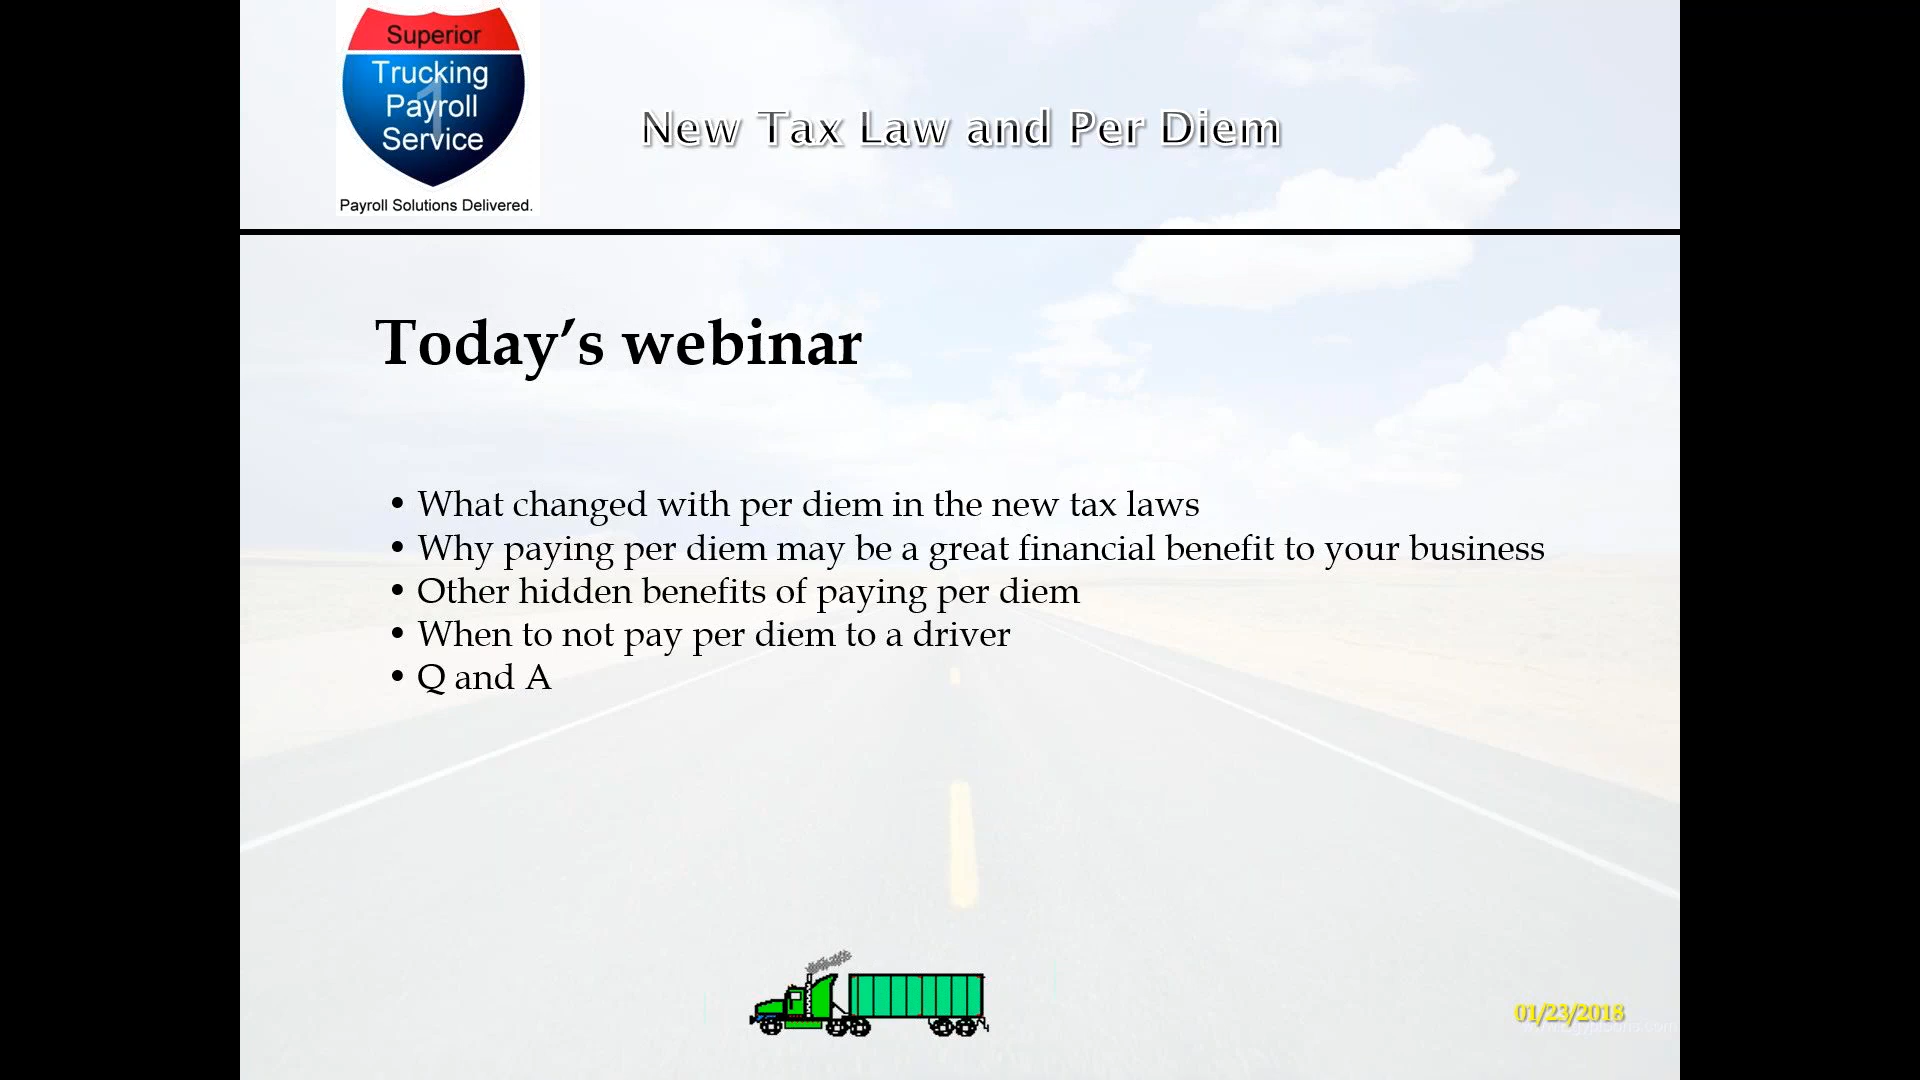 Superior
Trucking
Payroll
Service
1
Payroll Solutions Delivered.
New Tax Law and Per Diem
Today’s webinar
• What changed with per diem in the new tax laws
• Why paying per diem may be a great financial benefit to your business
• Other hidden benefits of paying per diem
• When to not pay per diem to a driver
• Q and A
01/23/2018